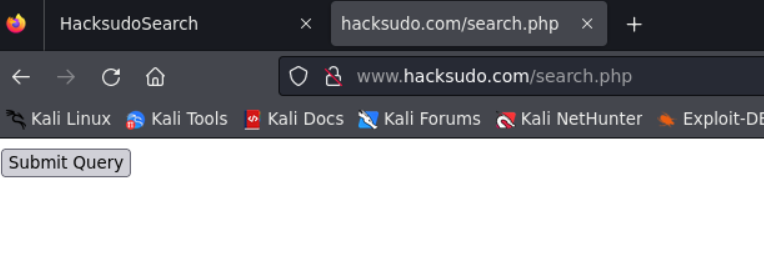 HacksudoSearch hacksudo.com/search.php
www.hacksudo.com/search.php
Kali Linux Kali Tools Kali Docs Kali Forums Kali NetHunter Exploit-DB
Submit Query